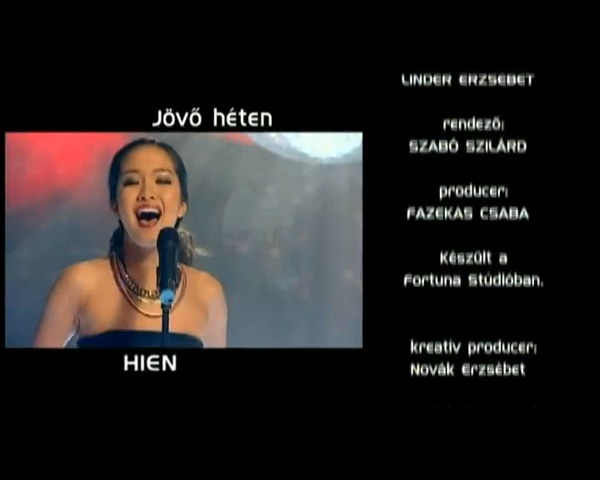 Jövő héten
HIEN
LINDER ERZSÉBET
rendező:
SZABÓ SZILÁRD
producer:
FAZEKAS CSABA
Készült a
Fortuna Stúdióban.
kreatív producer:
Novák Erzsébet